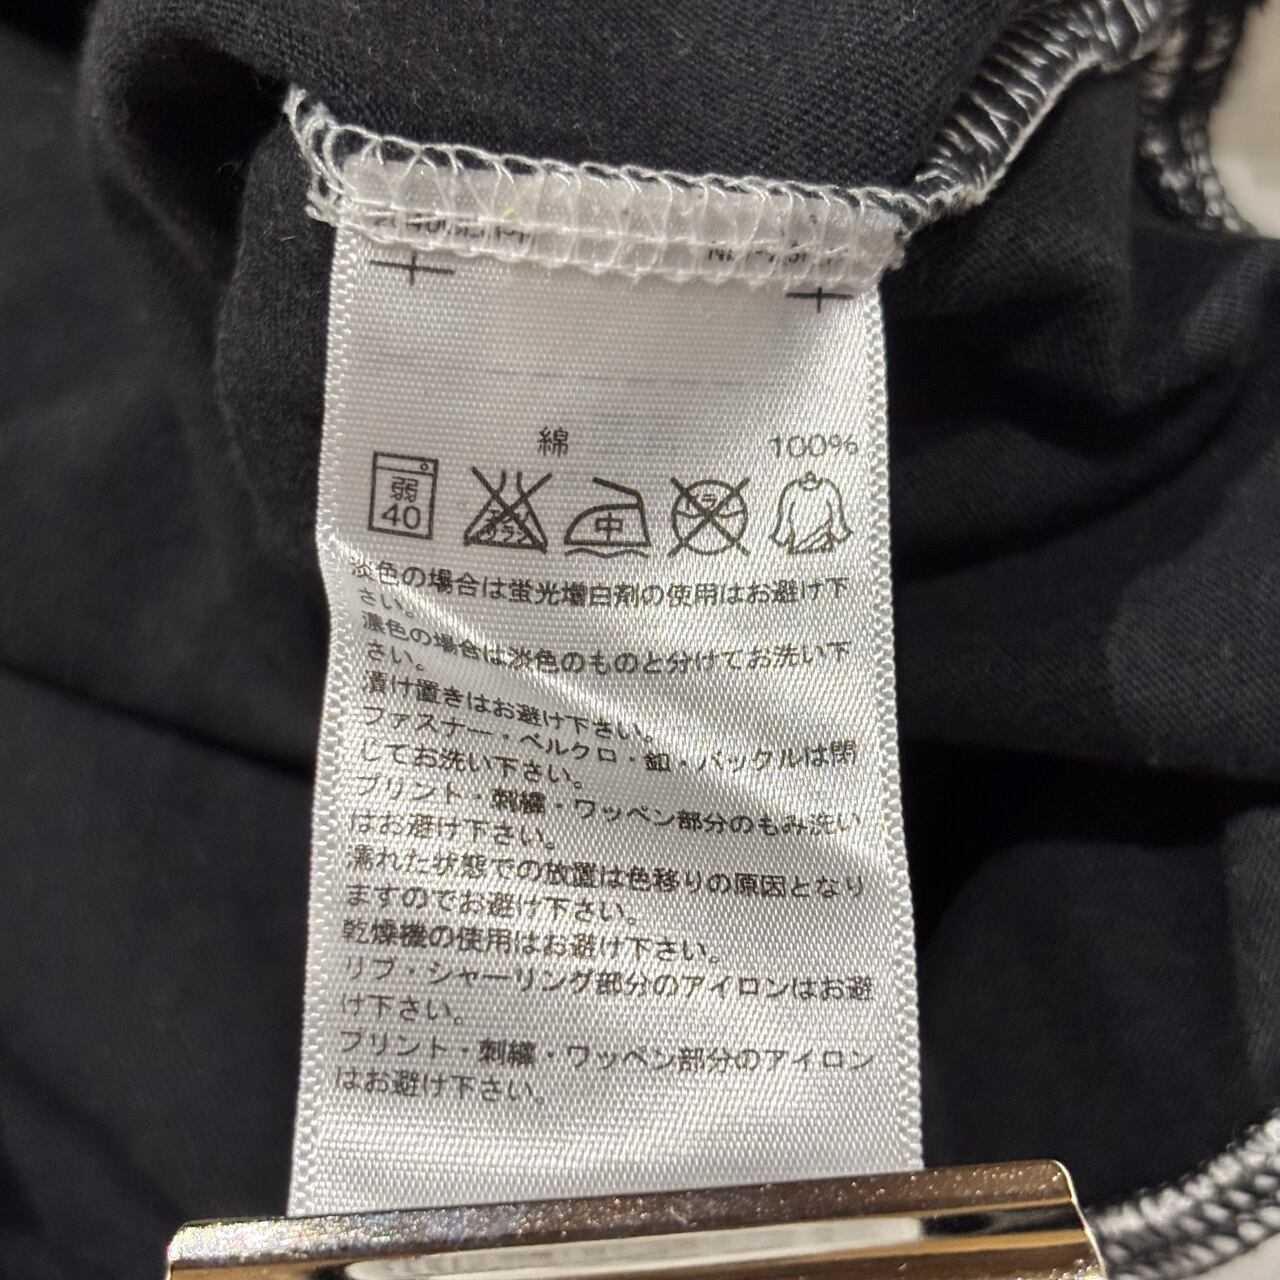 綿 100%
弱 40
エンソサラシ
中
ドライ
淡色の場合は蛍光増白剤の使用はお避け下
さい。
濃色の場合は淡色のものと分けてお洗い下
さい。
漬け置きはお避け下さい。
ファスナー・ベルクロ・釦・バックルは閉
してお洗い下さい。
プリント・刺繍・ワッペン部分のもみ洗い
はお避け下さい。
濡れた状態での放置は色移りの原因となり
ますのでお避け下さい。
乾燥機の使用はお避け下さい。
リブ・シャーリング部分のアイロンはお避
け下さい。
プリント・刺繍・ワッペン部分のアイロン
はお避け下さい。